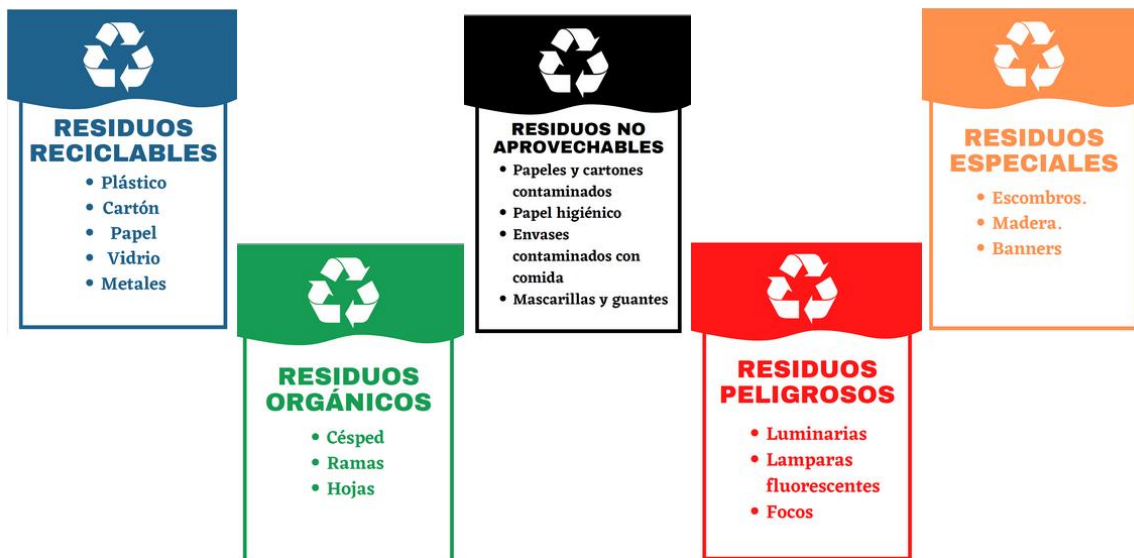 RESIDUOS
RECICLABLES
• Plástico
• Cartón
• Papel
• Vidrio
• Metales
RESIDUOS
ORGÁNICOS
• Césped
• Ramas
• Hojas
RESIDUOS NO
APROVECHABLES
• Papeles y cartones
contaminados
• Papel higiénico
• Envases
contaminados con
comida
• Mascarillas y guantes
RESIDUOS
PELIGROSOS
• Luminarias
• Lamparas
fluorescentes
• Focos
RESIDUOS
ESPECIALES
• Escombros.
• Madera.
• Banners